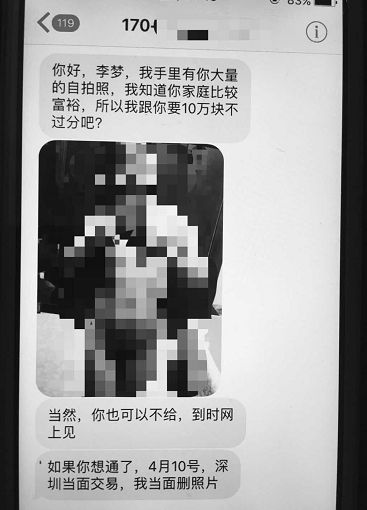 83%
119
170
你好，李梦，我手里有你大量
的自拍照，我知道你家庭比较
富裕，所以我跟你要10万块不
过分吧？
当然，你也可以不给，到时网
上见
如果你想通了，4月10号，深
圳当面交易，我当面删照片